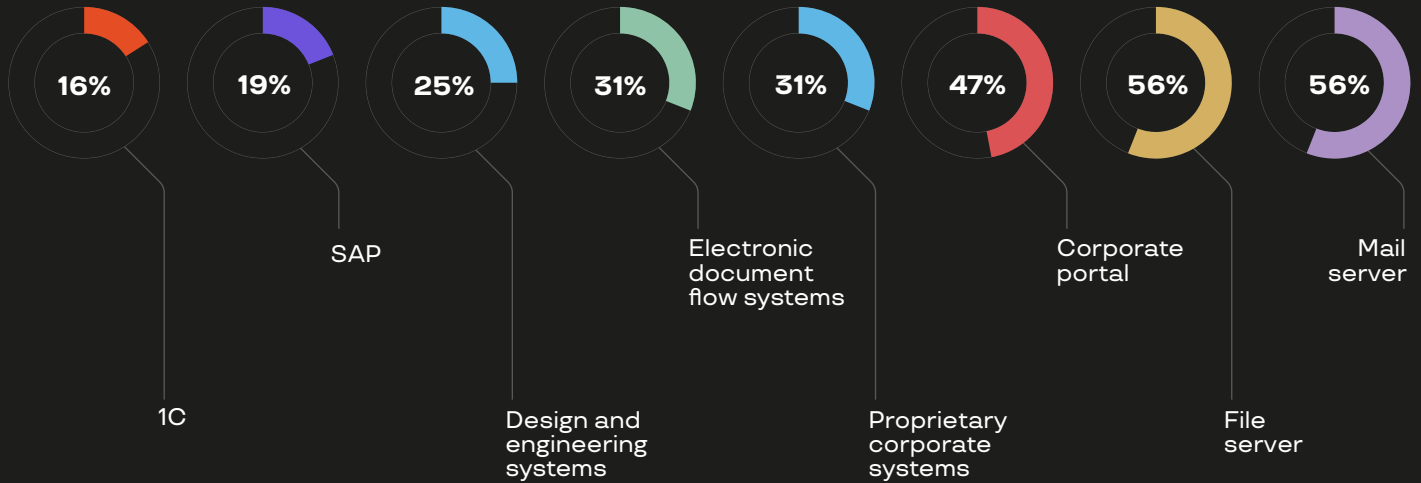 16%
19%
25%
31%
31%
47%
56%
56%
SAP
Electronic
document
flow systems
Corporate
portal
Mail
server
1C
Design and
engineering
systems
Proprietary
corporate
systems
File
server